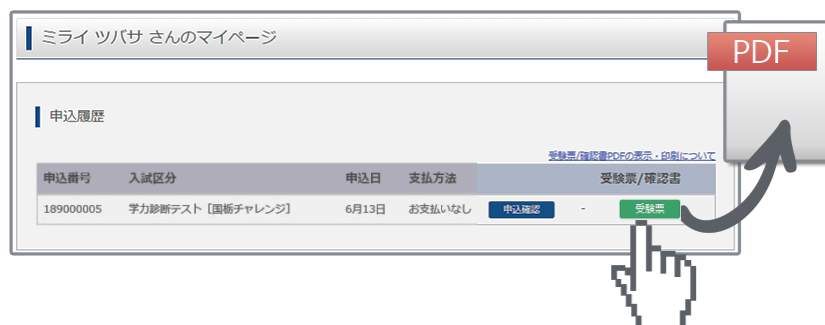 ミライ ツバサ さんのマイページ
PDF
申込履歴
受験票/確認書PDFの表示・印刷について
申込番号 入試区分 申込日 支払方法 受験票/確認書
189000005 学力診断テスト［国栃チャレンジ］ 6月13日 お支払いなし 申込確認 - 受験票